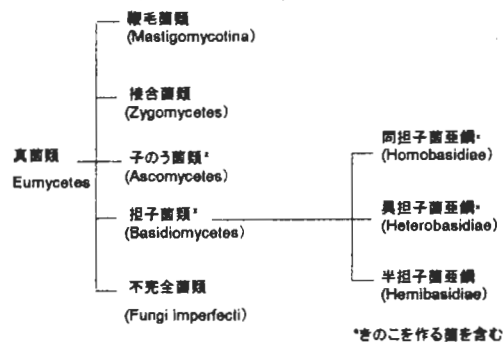 鞭毛菌類
(Mastigomycotina)
接合菌類
(Zygomycetes)
真菌類
Eumycetes
子のう菌類*
(Ascomycetes)
担子菌類*
(Basidiomycetes)
不完全菌類
(Fungi imperfecti)
同担子菌亜綱*
(Homobasidiae)
異担子菌亜綱*
(Heterobasidiae)
半担子菌亜綱
(Hemibasidiae)
*きのこを作る菌を含む